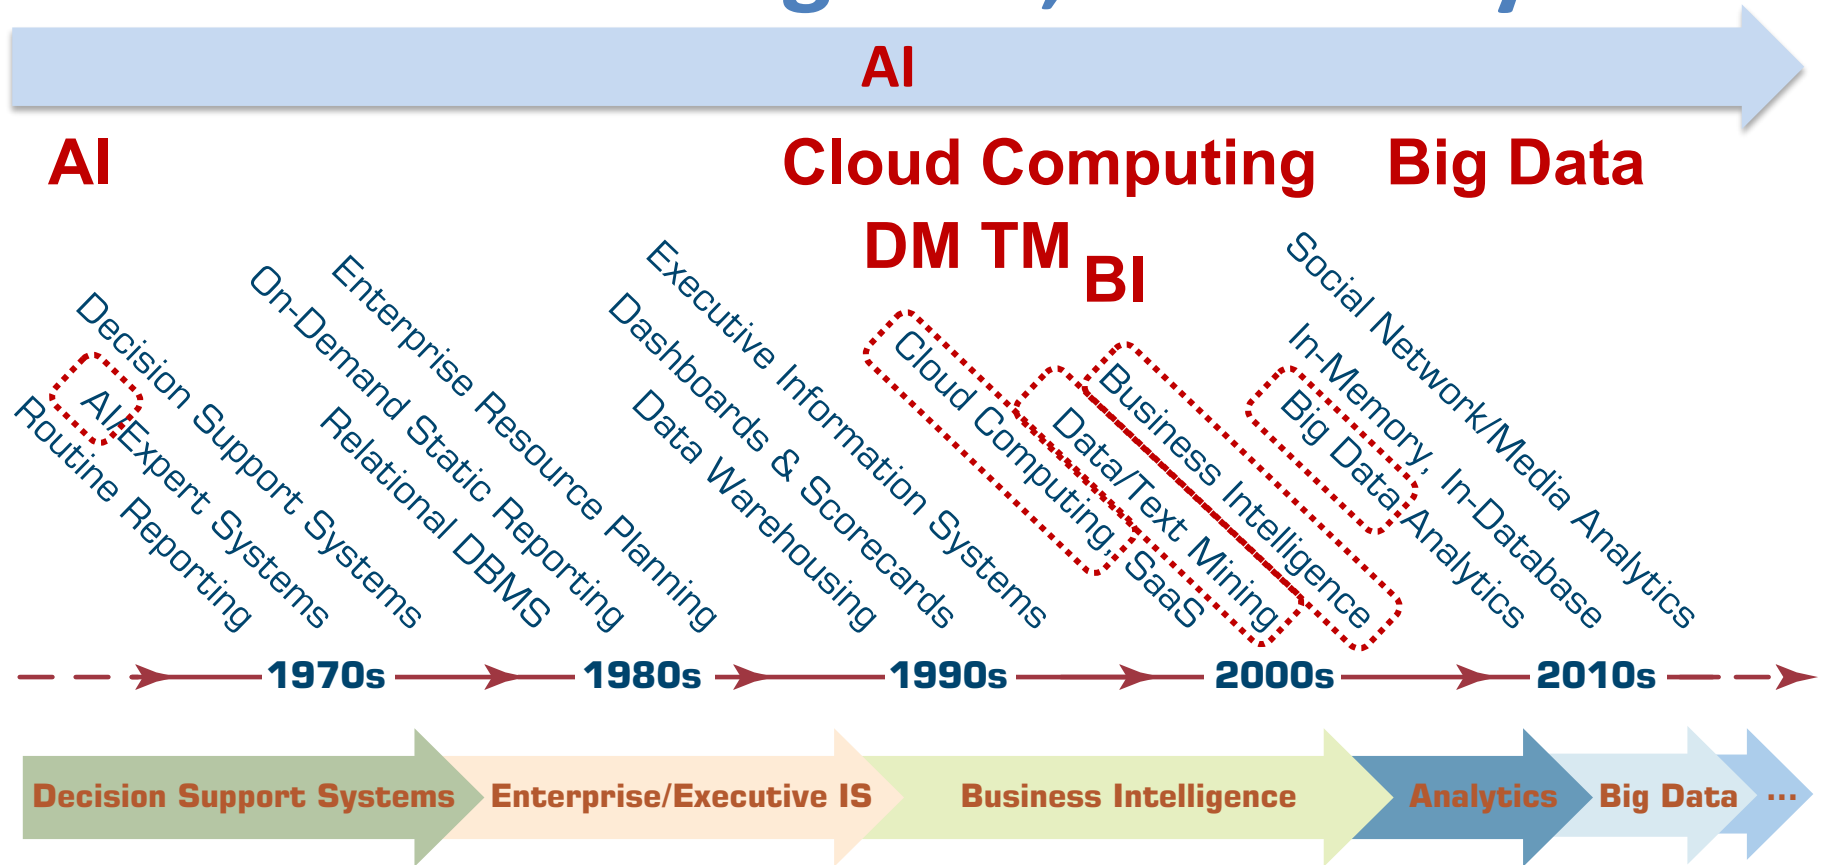 AI
AI
Cloud Computing
Big Data
DM TM
BI
Routine Reporting
AI/Expert Systems
Decision Support Systems
Relational DBMS
On-Demand Static Reporting
Enterprise Resource Planning
Data Warehousing
Dashboards & Scorecards
Executive Information Systems
Cloud Computing, SaaS
Data/Text Mining
Business Intelligence
Big Data Analytics
In-Memory, In-Database
Social Network/Media Analytics
1970s
1980s
1990s
2000s
2010s
Decision Support Systems
Enterprise/Executive IS
Business Intelligence
Analytics
Big Data
...